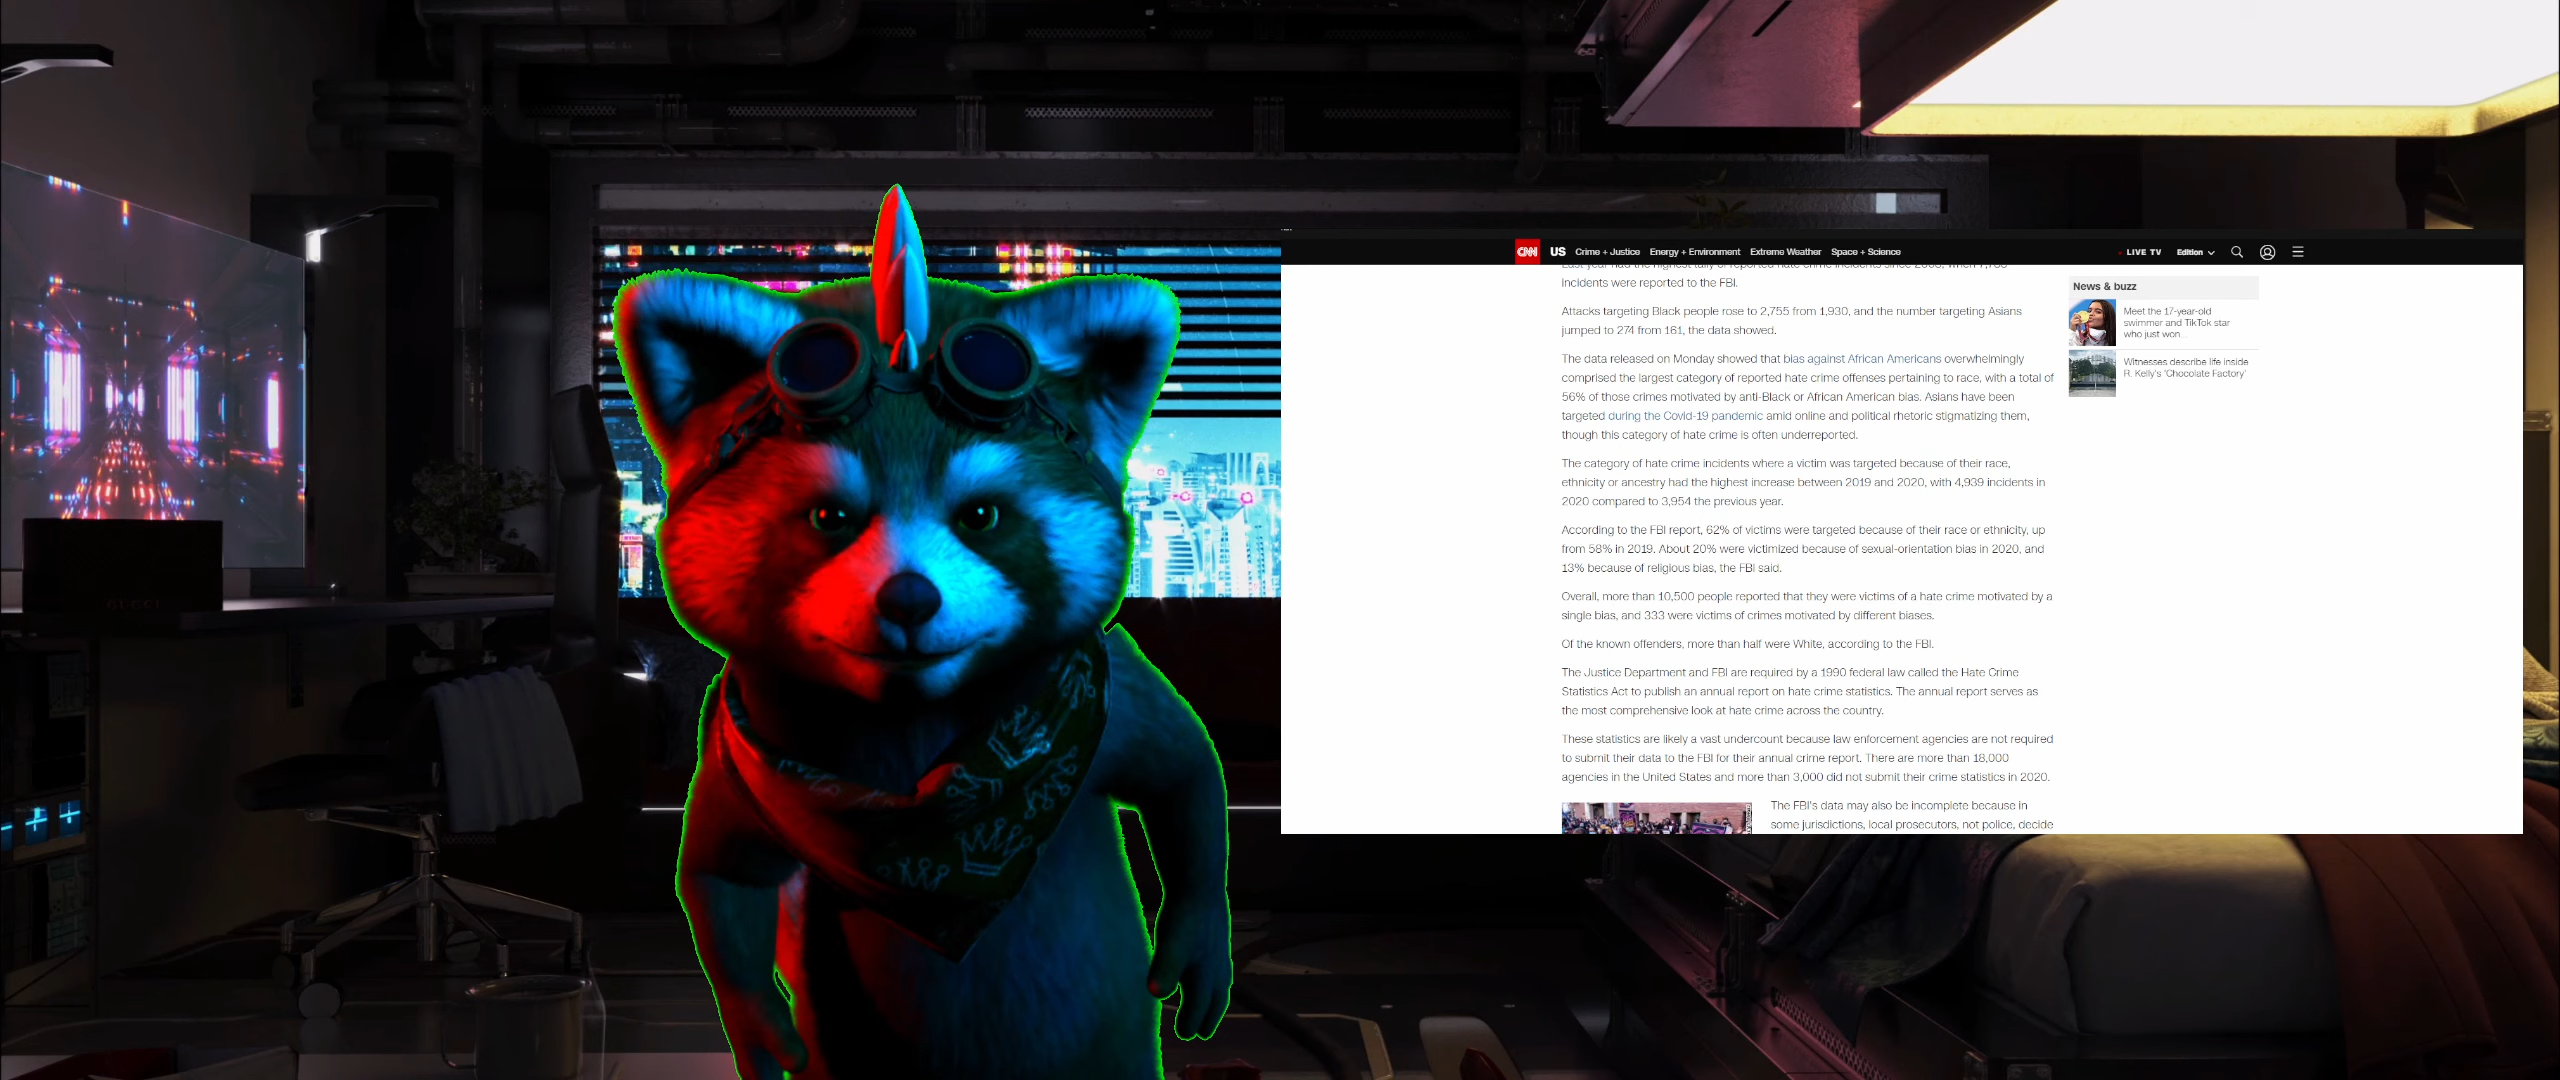 CNN US Crime + Justice Energy + Environment Extreme Weather Space + Science LIVE TV Edition
incidents were reported to the FBI.
Attacks targeting Black people rose to 2,755 from 1,930, and the number targeting Asians
jumped to 274 from 161, the data showed.
The data released on Monday showed that bias against African Americans overwhelmingly
comprised the largest category of reported hate crime offenses pertaining to race, with a total of
56% of those crimes motivated by anti-Black or African American bias. Asians have been
targeted during the Covid-19 pandemic amid online and political rhetoric stigmatizing them,
though this category of hate crime is often underreported.
The category of hate crime incidents where a victim was targeted because of their race,
ethnicity or ancestry had the highest increase between 2019 and 2020, with 4,939 incidents in
2020 compared to 3,954 the previous year.
According to the FBI report, 62% of victims were targeted because of their race or ethnicity, up
from 58% in 2019. About 20% were victimized because of sexual-orientation bias in 2020, and
13% because of religious bias, the FBI said.
Overall, more than 10,500 people reported that they were victims of a hate crime motivated by a
single bias, and 333 were victims of crimes motivated by different biases.
Of the known offenders, more than half were White, according to the FBI.
The Justice Department and FBI are required by a 1990 federal law called the Hate Crime
Statistics Act to publish an annual report on hate crime statistics. The annual report serves as
the most comprehensive look at hate crime across the country.
These statistics are likely a vast undercount because law enforcement agencies are not required
to submit their data to the FBI for their annual crime report. There are more than 18,000
agencies in the United States and more than 3,000 did not submit their crime statistics in 2020.
The FBI's data may also be incomplete because in
some jurisdictions, local prosecutors, not police, decide
News & buzz
Meet the 17-year-old
swimmer and TikTok star
who just won...
Witnesses describe life inside
R. Kelly's 'Chocolate Factory'
GUCCI